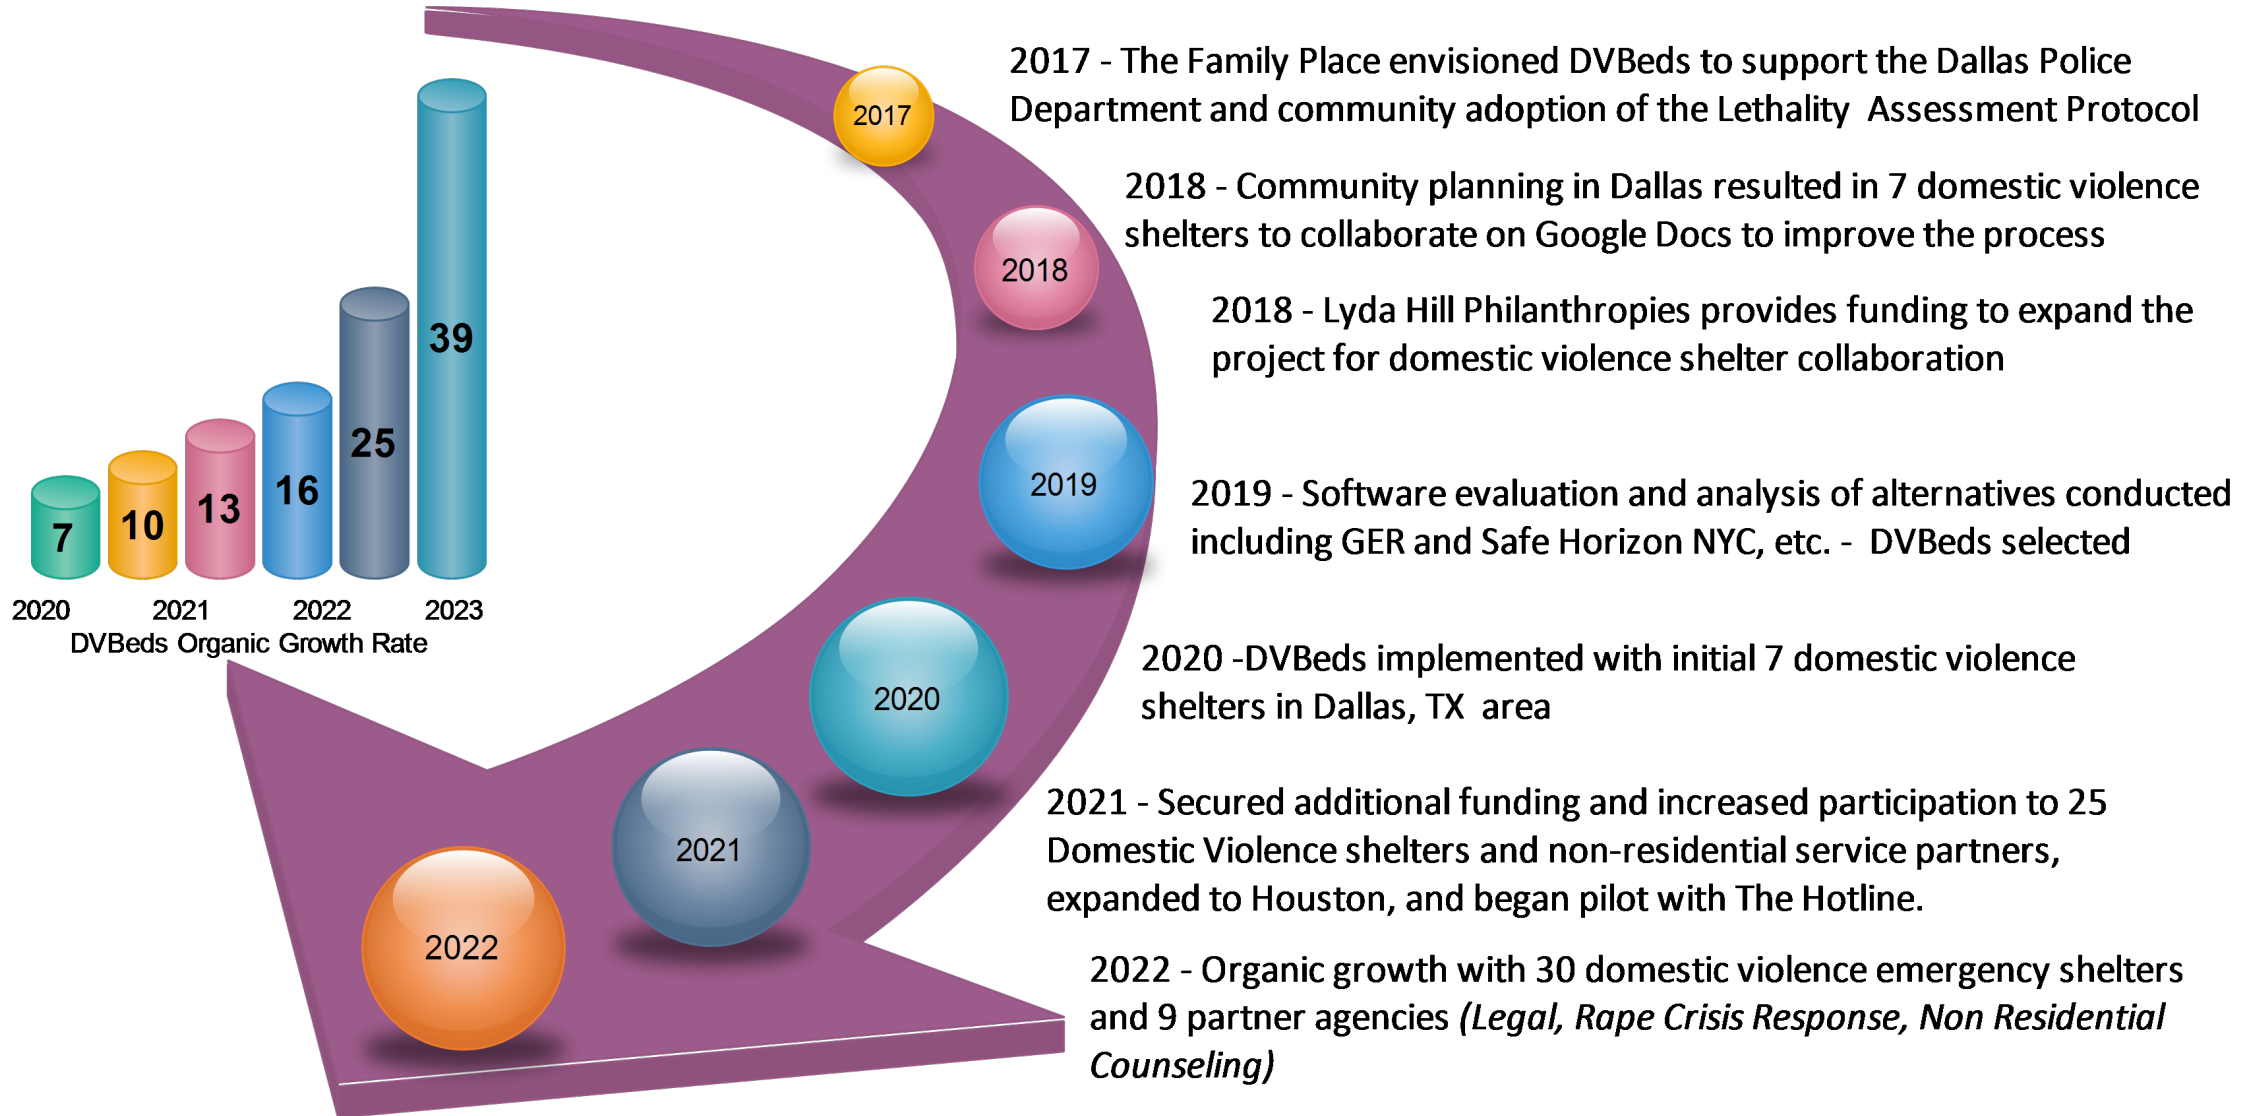 2017 - The Family Place envisioned DVBeds to support the Dallas Police
Department and community adoption of the Lethality  Assessment Protocol
2018 - Community planning in Dallas resulted in 7 domestic violence
shelters to collaborate on Google Docs to improve the process
2018 - Lyda Hill Philanthropies provides funding to expand the
project for domestic violence shelter collaboration
2019 - Software evaluation and analysis of alternatives conducted
including GER and Safe Horizon NYC, etc. -  DVBeds selected
2020 -DVBeds implemented with initial 7 domestic violence
shelters in Dallas, TX  area
2021 - Secured additional funding and increased participation to 25
Domestic Violence shelters and non-residential service partners,
expanded to Houston, and began pilot with The Hotline.
2022 - Organic growth with 30 domestic violence emergency shelters
and 9 partner agencies (Legal, Rape Crisis Response, Non Residential
Counseling)
2017
2018
2019
2020
2021
2022
7
10
13
16
25
39
2020
2021
2022
2023
DVBeds Organic Growth Rate